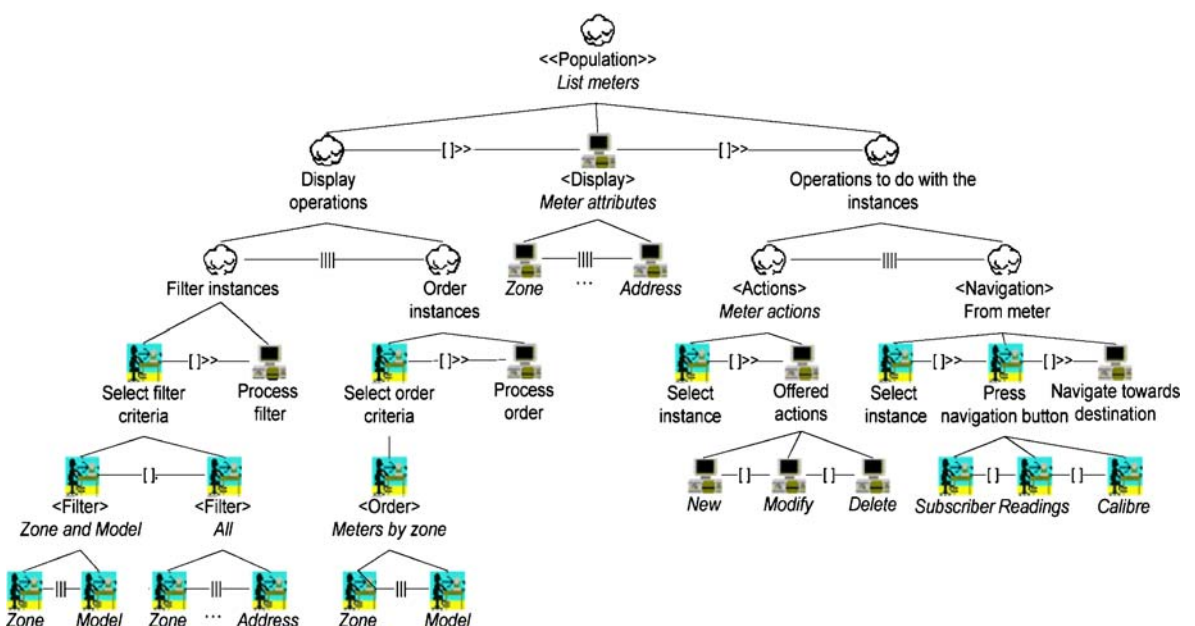 <<Population>>
List meters
[ ]>>
[ ]>>
Display
operations
<Display>
Meter attributes
Operations to do with the
instances
||||
||||
||||
Filter instances
Order
instances
Zone
...
Address
<Actions>
Meter actions
<Navigation>
From meter
[ ]>>
[ ]>>
[ ]>>
[ ]>>
[ ]>>
Select filter
criteria
Process
filter
Select order
criteria
Process
order
Select
instance
Offered
actions
Select
instance
Press
navigation button
Navigate towards
destination
[ ].
[ ]
[ ]
[ ]
[ ]
<Filter>
Zone and Model
<Filter>
All
<Order>
Meters by zone
New
Modify
Delete
Subscriber
Readings
Calibre
|||
|||
|||
Zone
Model
Zone
...
Address
Zone
Model